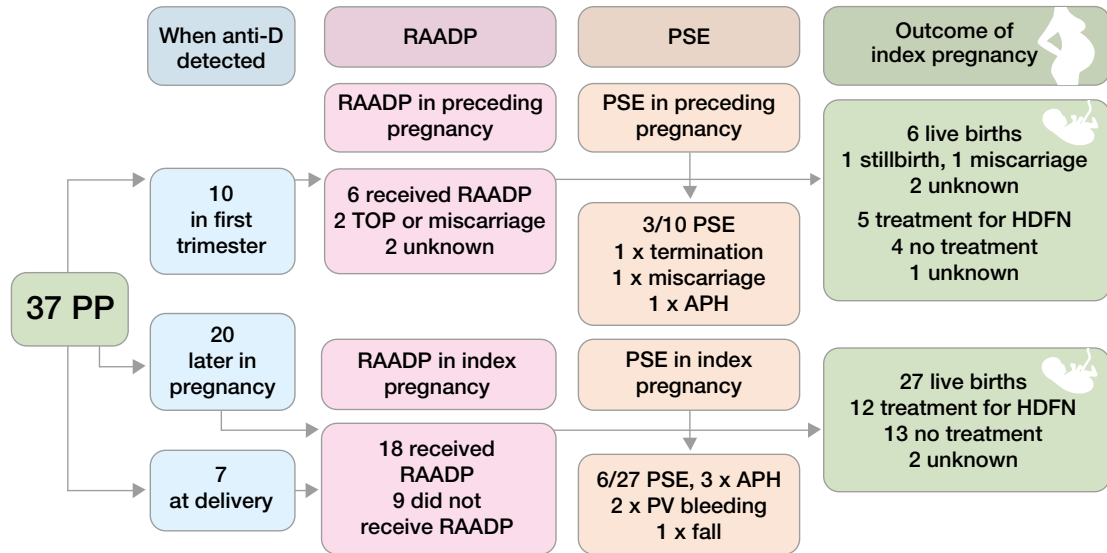 When anti-D
detected
RAADP
PSE
Outcome of
index pregnancy
RAADP in preceding
pregnancy
PSE in preceding
pregnancy
37 PP
10
in first
trimester
6 received RAADP
2 TOP or miscarriage
2 unknown
3/10 PSE
1 x termination
1 x miscarriage
1 x APH
6 live births
1 stillbirth, 1 miscarriage
2 unknown
5 treatment for HDFN
4 no treatment
1 unknown
20
later in
pregnancy
7
at delivery
RAADP in index
pregnancy
18 received
RAADP
9 did not
receive RAADP
PSE in index
pregnancy
6/27 PSE, 3 x APH
2 x PV bleeding
1 x fall
27 live births
12 treatment for HDFN
13 no treatment
2 unknown